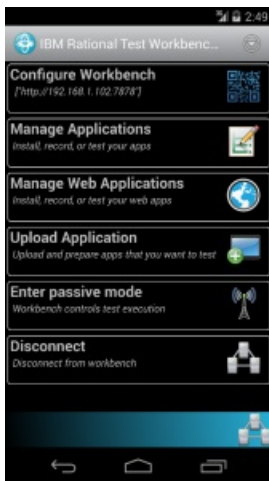 2:49
IBM Rational Test Workbenc...
Configure Workbench
["http://192.168.1.102:7878"]
Manage Applications
Install, record, or test your apps
Manage Web Applications
Install, record, or test your web apps
Upload Application
Upload and prepare apps that you want to test
Enter passive mode
Workbench controls test execution
Disconnect
Disconnect from workbench